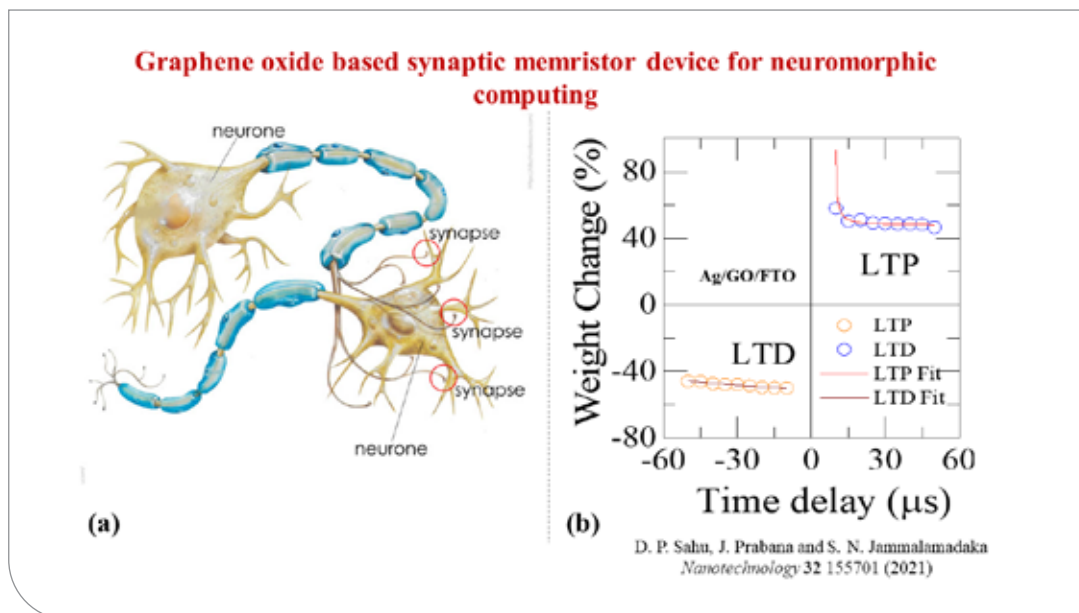 Graphene oxide based synaptic memristor device for neuromorphic
computing
neurone
synapse
synapse
synapse
neurone
(a)
Weight Change (%)
80
40
0
-40
-80
-60
-30
0
30
60
Time delay (μs)
Ag/GO/FTO
LTP
LTD
LTP
LTD
LTP Fit
LTD Fit
(b)
D. P. Sahu, J. Prabana and S. N. Jammalamadaka
Nanotechnology 32 155701 (2021)